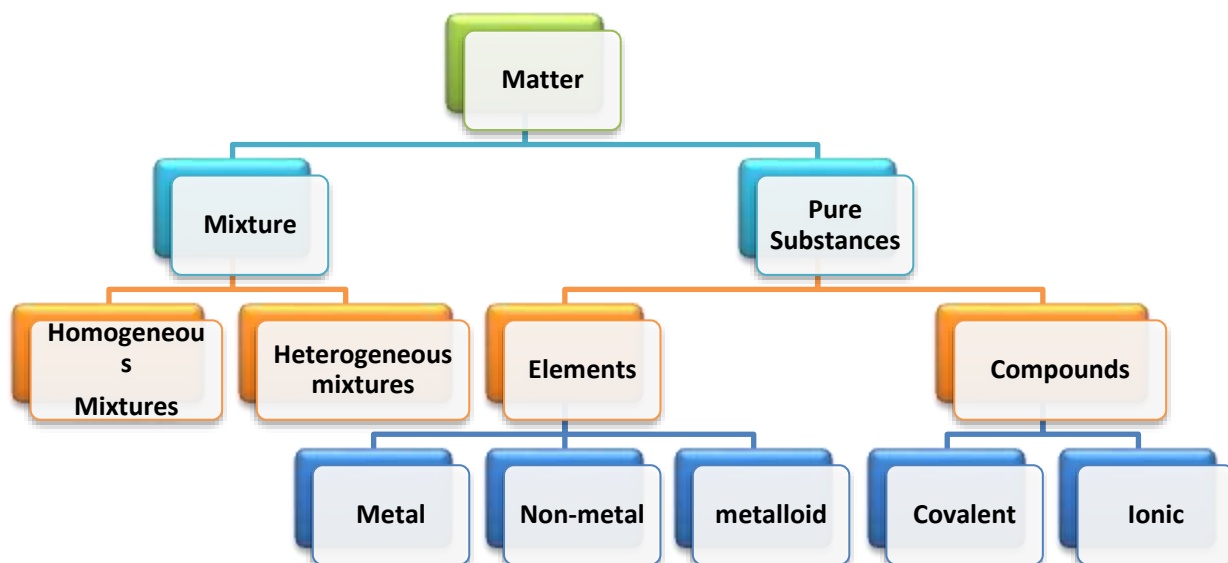 Matter
Mixture
Pure
Substances
Homogeneou
s
Mixtures
Heterogeneous
mixtures
Elements
Compounds
Metal
Non-metal
metalloid
Covalent
Ionic